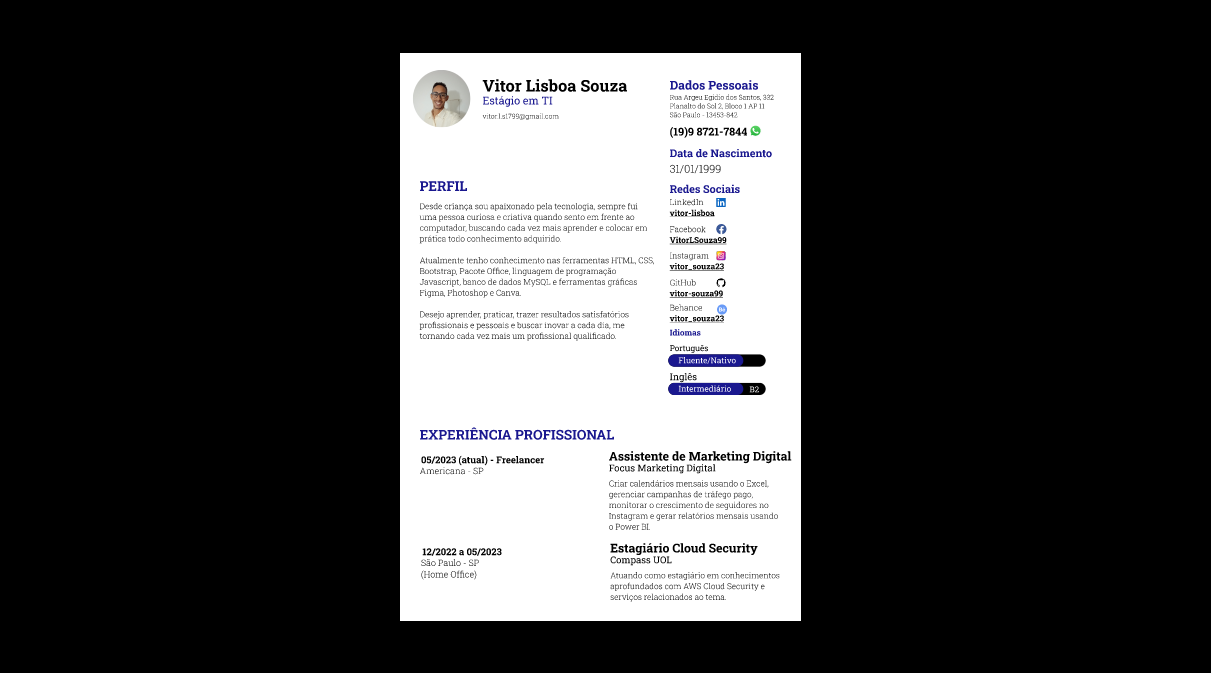 Vitor Lisboa Souza
Estágio em TI
vitor.l.s1799@gmail.com
Dados Pessoais
Rua Argeu Egídio dos Santos, 332
Planalto do Sol 2, Bloco 1 AP 11
São Paulo - 13453-842
(19)9 8721-7844
Data de Nascimento
31/01/1999
Redes Sociais
LinkedIn
vitor-lisboa
Facebook
VitorLSouza99
Instagram
vitor_souza23
GitHub
vitor-souza99
Behance
vitor_souza23
Idiomas
Português
Fluente/Nativo
Inglês
Intermediário B2
PERFIL
Desde criança sou apaixonado pela tecnologia, sempre fui
uma pessoa curiosa e criativa quando sento em frente ao
computador, buscando cada vez mais aprender e colocar em
prática todo conhecimento adquirido.
Atualmente tenho conhecimento nas ferramentas HTML, CSS,
Bootstrap, Pacote Office, linguagem de programação
Javascript, banco de dados MySQL e ferramentas gráficas
Figma, Photoshop e Canva.
Desejo aprender, praticar, trazer resultados satisfatórios
profissionais e pessoais e buscar inovar a cada dia, me
tornando cada vez mais um profissional qualificado.
EXPERIÊNCIA PROFISSIONAL
05/2023 (atual) - Freelancer
Americana - SP
Assistente de Marketing Digital
Focus Marketing Digital
Criar calendários mensais usando o Excel,
gerenciar campanhas de tráfego pago,
monitorar o crescimento de seguidores no
Instagram e gerar relatórios mensais usando
o Power BI.
12/2022 a 05/2023
São Paulo - SP
(Home Office)
Estagiário Cloud Security
Compass UOL
Atuando como estagiário em conhecimentos
aprofundados com AWS Cloud Security e
serviços relacionados ao tema.